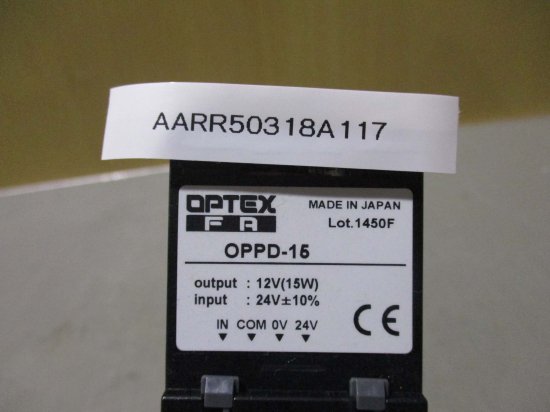 AARR50318A117
OPTEX
FA
MADE IN JAPAN
Lot.1450F
OPPD-15
output : 12V(15W)
input : 24V±10%
IN COM 0V 24V
CE